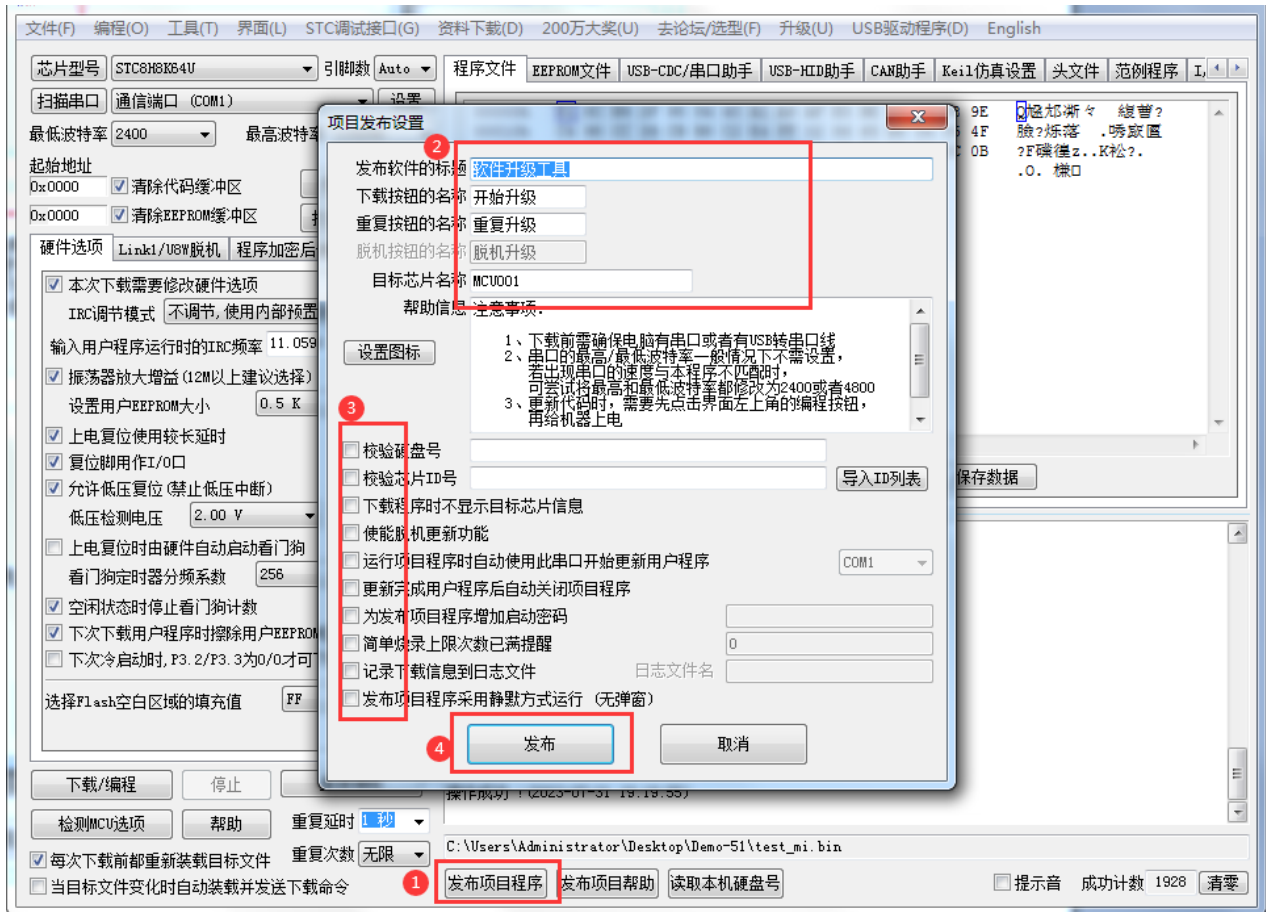 文件(F) 编程(O) 工具(T) 界面(L) STC调试接口(G) 资料下载(D) 200万大奖(U) 去论坛/选型(F) 升级(U) USB驱动程序(D) English
芯片型号 STC8H8K64U 引脚数 Auto
扫描串口 通信端口 (COM1) 设置
最低波特率 2400 最高波特率
起始地址
0x0000 清除代码缓冲区
0x0000 清除EEPROM缓冲区
硬件选项 Link1/U8W脱机 程序加密后
本次下载需要修改硬件选项
IRC调节模式 不调节,使用内部预置
输入用户程序运行时的IRC频率 11.059
振荡器放大增益(12M以上建议选择)
设置用户EEPROM大小 0.5 K
上电复位使用较长延时
复位脚用作I/O口
允许低压复位(禁止低压中断)
低压检测电压 2.00 V
上电复位时由硬件自动启动看门狗
看门狗定时器分频系数 256
空闲状态时停止看门狗计数
下次下载用户程序时擦除用户EEPROM
下次冷启动时,P3.2/P3.3为0/0才可
选择Flash空白区域的填充值 FF
下载/编程 停止
检测MCU选项 帮助 重复延时 1 秒
每次下载前都重新装载目标文件 重复次数 无限
当目标文件变化时自动装载并发送下载命令
程序文件 EEPROM文件 USB-CDC/串口助手 USB-HID助手 CAN助手 Keil仿真设置 头文件 范例程序 I
9E
4F
0B
保存数据
项目发布设置
2
发布软件的标题 软件升级工具
下载按钮的名称 开始升级
重复按钮的名称 重复升级
脱机按钮的名称 脱机升级
目标芯片名称 MCU001
帮助信息 注意事项:
1、下载前需确保电脑有串口或者有USB转串口线
2、串口的最高/最低波特率一般情况下不需设置,
若出现串口的速度与本程序不匹配时,
可尝试将最高和最低波特率都修改为2400或者4800
3、更新代码时,需要先点击界面左上角的编程按钮,
再给机器上电
设置图标
3
校验硬盘号
校验芯片ID号 导入ID列表
下载程序时不显示目标芯片信息
使能脱机更新功能
运行项目程序时自动使用此串口开始更新用户程序 COM1
更新完成用户程序后自动关闭项目程序
为发布项目程序增加启动密码
简单烧录上限次数已满提醒 0
记录下载信息到日志文件 日志文件名
发布项目程序采用静默方式运行 (无弹窗)
4 发布 取消
操作成功 !(2023-01-31 19:19:55)
C:\Users\Administrator\Desktop\Demo-51\test_mi.bin
1 发布项目程序 发布项目帮助 读取本机硬盘号 提示音 成功计数 1928 清零